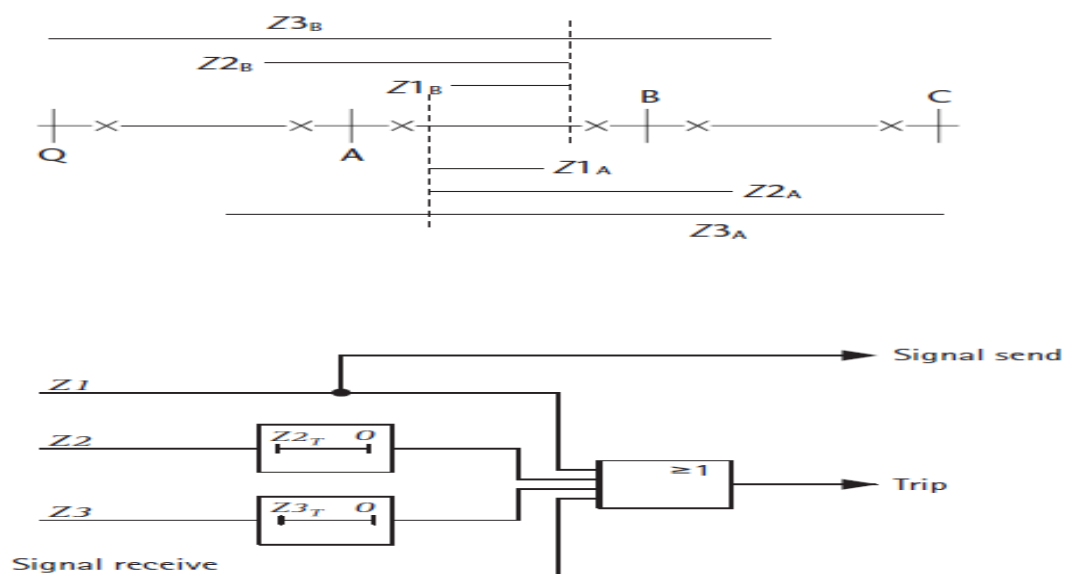 Z3B
Z2B
Z1B
B
C
Q
A
Z1A
Z2A
Z3A
Signal send
Z1
Z2
Z2T 0
≥1
Trip
Z3
Z3T 0
Signal receive